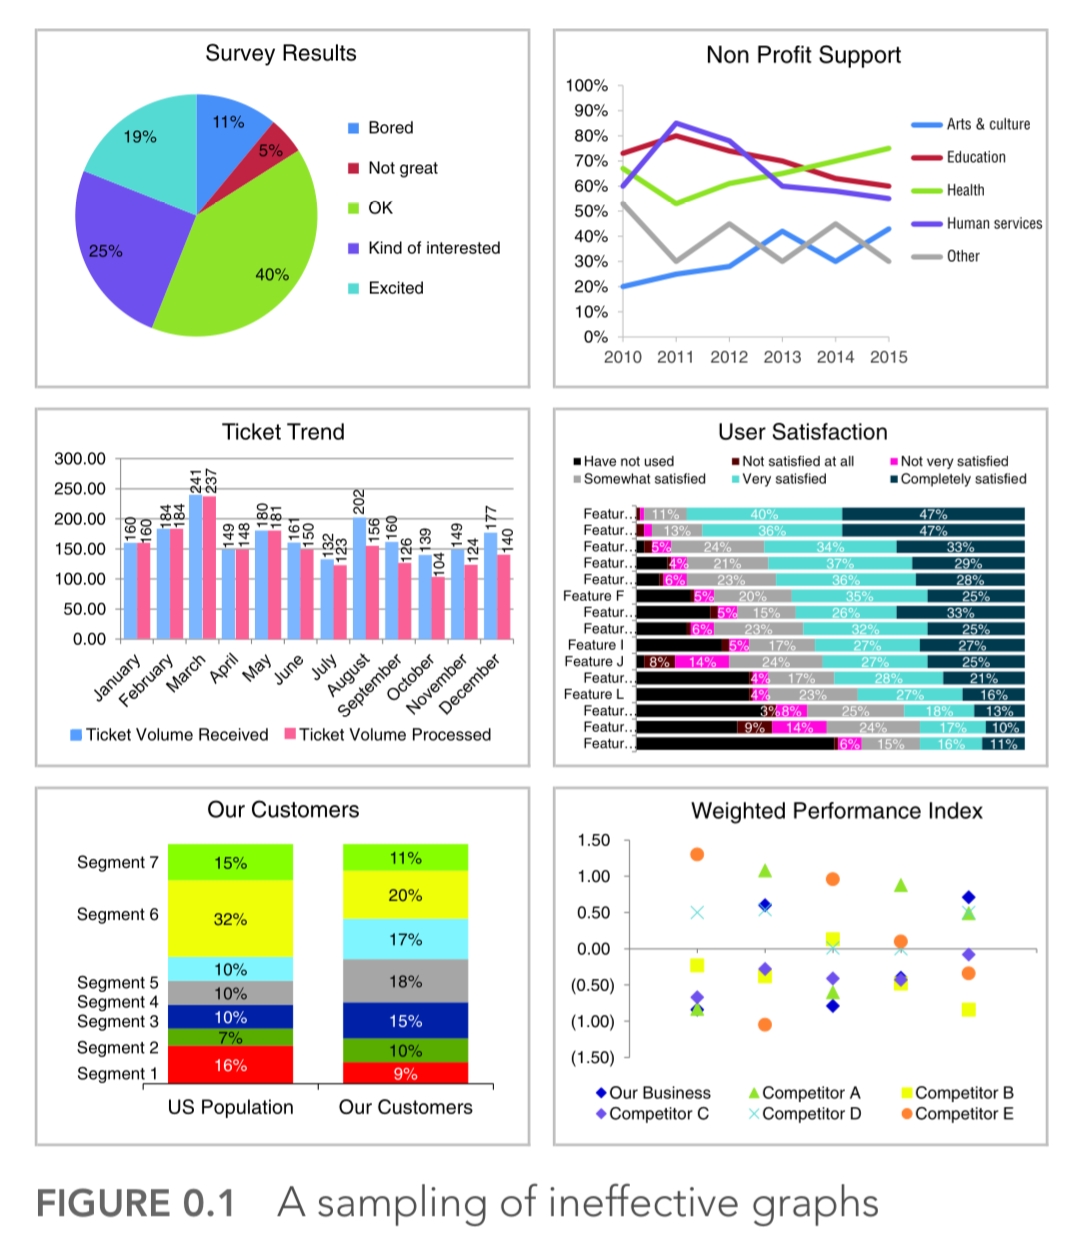 Survey Results
11%
5%
40%
25%
19%
Bored
Not great
OK
Kind of interested
Excited
Non Profit Support
100%
90%
80%
70%
60%
50%
40%
30%
20%
10%
0%
2010 2011 2012 2013 2014 2015
Arts & culture
Education
Health
Human services
Other
Ticket Trend
300.00
250.00
200.00
150.00
100.00
50.00
0.00
160 160 184 184 241 237 149 148 180 181 161 150 132 123 202 156 160 126 139 104 149 124 177 140
January February March April May June July August September October November December
Ticket Volume Received Ticket Volume Processed
User Satisfaction
Have not used Not satisfied at all Not very satisfied
Somewhat satisfied Very satisfied Completely satisfied
Featur... 11% 40% 47%
Featur... 13% 36% 47%
Featur... 5% 24% 34% 33%
Featur... 4% 21% 37% 29%
Featur... 6% 23% 36% 28%
Feature F 5% 20% 35% 25%
Featur... 5% 15% 26% 33%
Featur... 6% 23% 32% 25%
Feature I 5% 17% 27% 27%
Feature J 8% 14% 24% 27% 25%
Featur... 4% 17% 28% 21%
Feature L 4% 23% 27% 16%
Featur... 3% 8% 25% 18% 13%
Featur... 9% 14% 24% 17% 10%
Featur... 6% 15% 16% 11%
Our Customers
Segment 7 15% 11%
Segment 6 32% 20%
Segment 5 10% 17%
Segment 4 10% 18%
Segment 3 10% 15%
Segment 2 7% 10%
Segment 1 16% 9%
US Population Our Customers
Weighted Performance Index
1.50
1.00
0.50
0.00
(0.50)
(1.00)
(1.50)
Our Business Competitor A Competitor B
Competitor C Competitor D Competitor E
FIGURE 0.1 A sampling of ineffective graphs